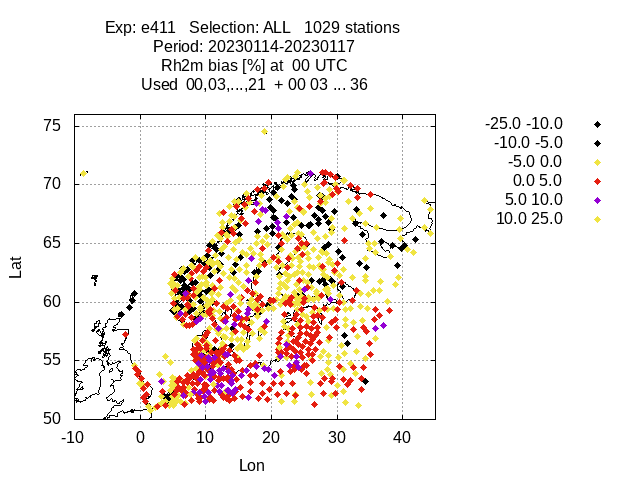 Exp: e411   Selection: ALL   1029 stations
Period: 20230114-20230117
Rh2m bias [%] at  00 UTC
Used  00,03,...,21  + 00 03 ... 36
-25.0 -10.0
-10.0 -5.0
-5.0 0.0
0.0 5.0
5.0 10.0
10.0 25.0
75
70
65
60
55
50
Lat
-10 0 10 20 30 40
Lon